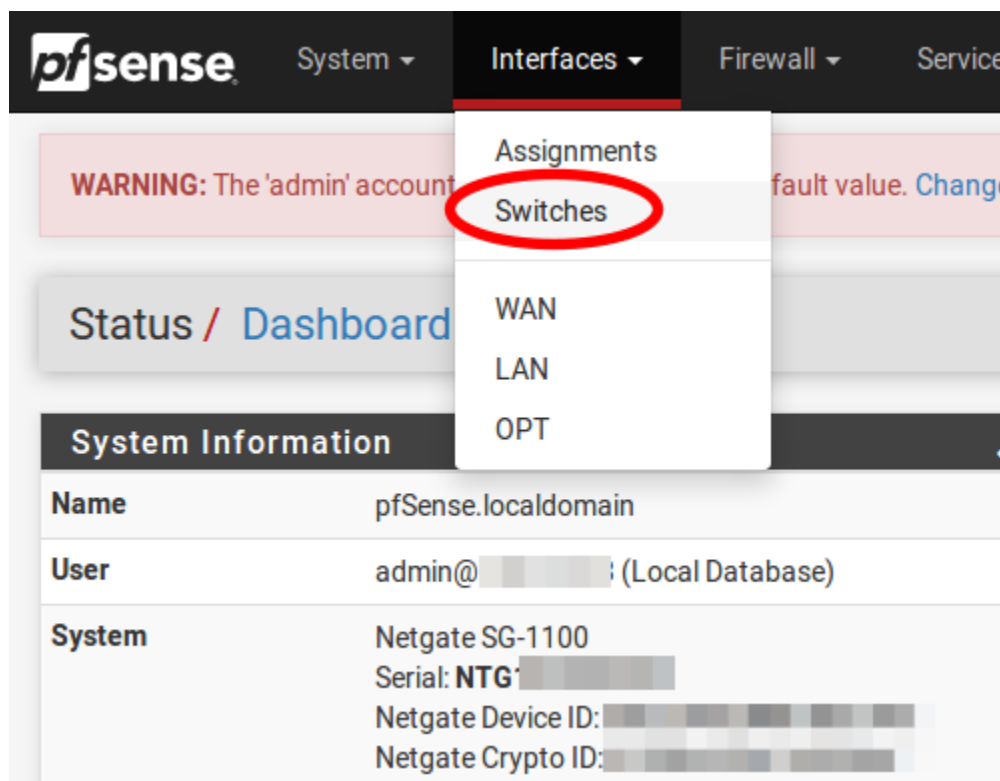 pfsense System Interfaces Firewall Service
Assignments
WARNING: The 'admin' account fault value. Change
Switches
WAN
Status / Dashboard
LAN
OPT
System Information
Name pfSense.localdomain
User admin@ (Local Database)
System Netgate SG-1100
Serial: NTG
Netgate Device ID:
Netgate Crypto ID: